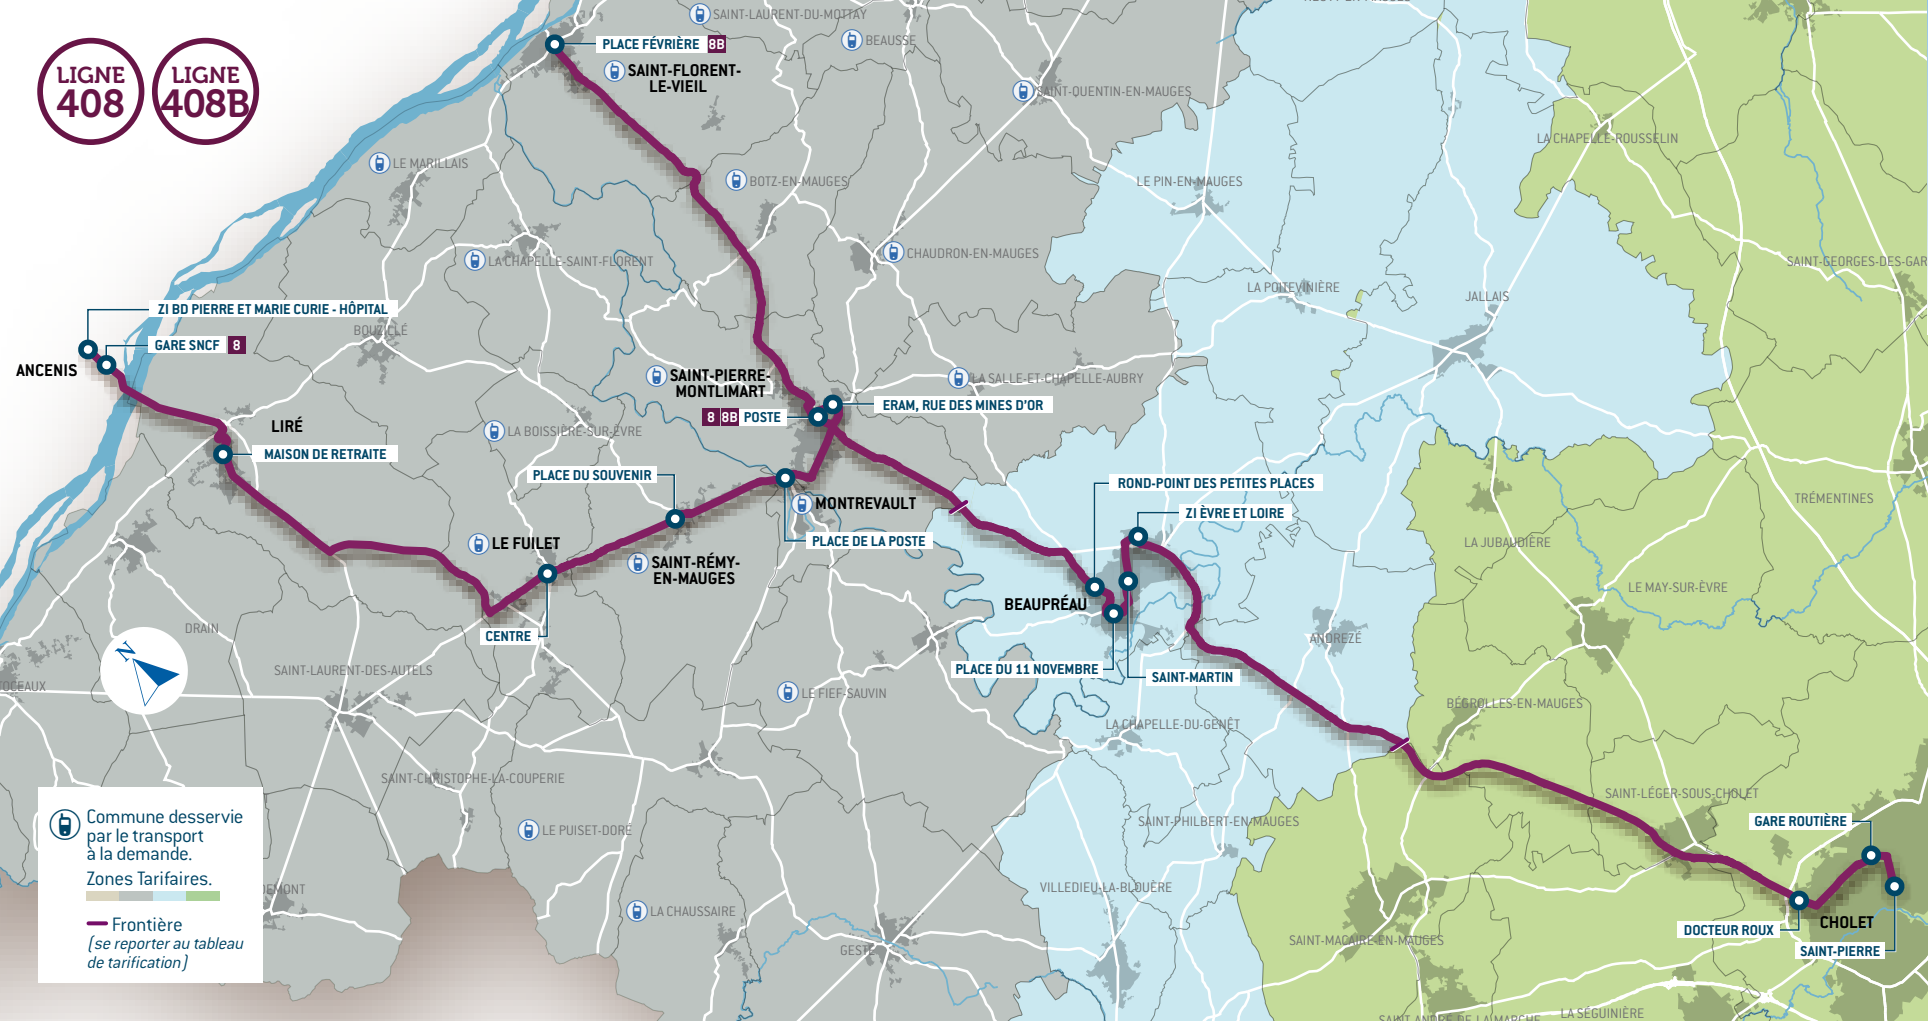 LIGNE
408
LIGNE
408B
SAINT-LAURENT-DU-MOTTAY
BEAUSSE
PLACE FÉVRIÈRE 8B
SAINT-FLORENT-
LE-VIEIL
SAINT-QUENTIN-EN-MAUGES
LA CHAPELLE-ROUSSELIN
LE MARILLAIS
BOTZ-EN-MAUGES
LE PIN-EN-MAUGES
CHAUDRON-EN-MAUGES
LA CHAPELLE-SAINT-FLORENT
SAINT-GEORGES-DES-GAR
LA POITEVINIÈRE
JALLAIS
ZI BD PIERRE ET MARIE CURIE - HÔPITAL
BOUZILLÉ
GARE SNCF 8
ANCENIS
SAINT-PIERRE-
MONTLIMART
LA SALLE-ET-CHAPELLE-AUBRY
8 8B POSTE
ERAM, RUE DES MINES D'OR
LIRÉ
LA BOISSIÈRE-SUR-ÈVRE
MAISON DE RETRAITE
PLACE DU SOUVENIR
ROND-POINT DES PETITES PLACES
TRÉMENTINES
MONTREVAULT
ZI ÈVRE ET LOIRE
LE FUILET
PLACE DE LA POSTE
LA JUBAUDIÈRE
SAINT-RÉMY-
EN-MAUGES
LE MAY-SUR-ÈVRE
BEAUPRÉAU
DRAIN
CENTRE
ANDREZÉ
N
SAINT-LAURENT-DES-AUTELS
PLACE DU 11 NOVEMBRE
SAINT-MARTIN
TOCEAUX
LE FIEF-SAUVIN
BÉGROLLES-EN-MAUGES
LA CHAPELLE-DU-GENÊT
SAINT-CHRISTOPHE-LA-COUPERIE
SAINT-LÉGER-SOUS-CHOLET
Commune desservie
par le transport
à la demande.
Zones Tarifaires.
Frontière
(se reporter au tableau
de tarification)
LE PUISET-DORÉ
SAINT-PHILBERT-EN-MAUGES
GARE ROUTIÈRE
DEMONT
VILLEDIEU-LA-BLOUÈRE
LA CHAUSSAIRE
CHOLET
DOCTEUR ROUX
GESTÉ
SAINT-MACAIRE-EN-MAUGES
SAINT-PIERRE
LA SÉGUINIÈRE
SAINT-ANDRÉ-DE-LA-MARCHE